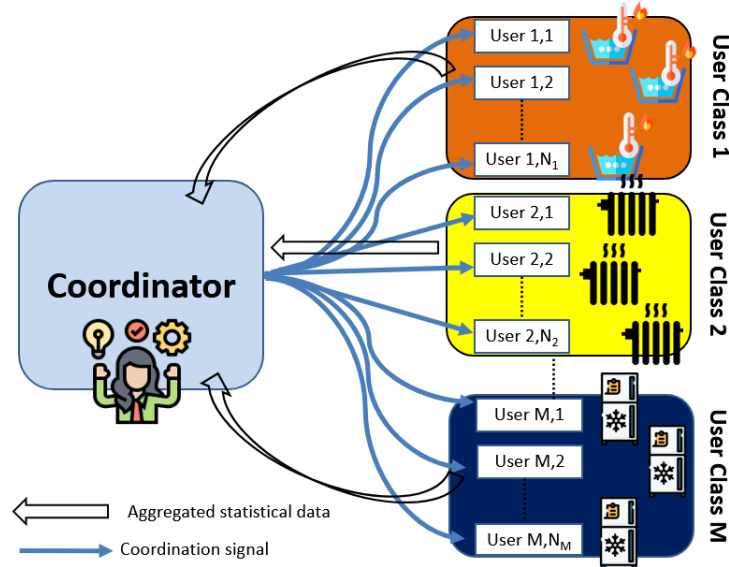 User 1,1
User 1,2
User 1,N₁
User Class 1
Coordinator
User 2,1
User 2,2
User 2,N₂
User Class 2
User M,1
User M,2
User M,N_M
User Class M
Aggregated statistical data
Coordination signal